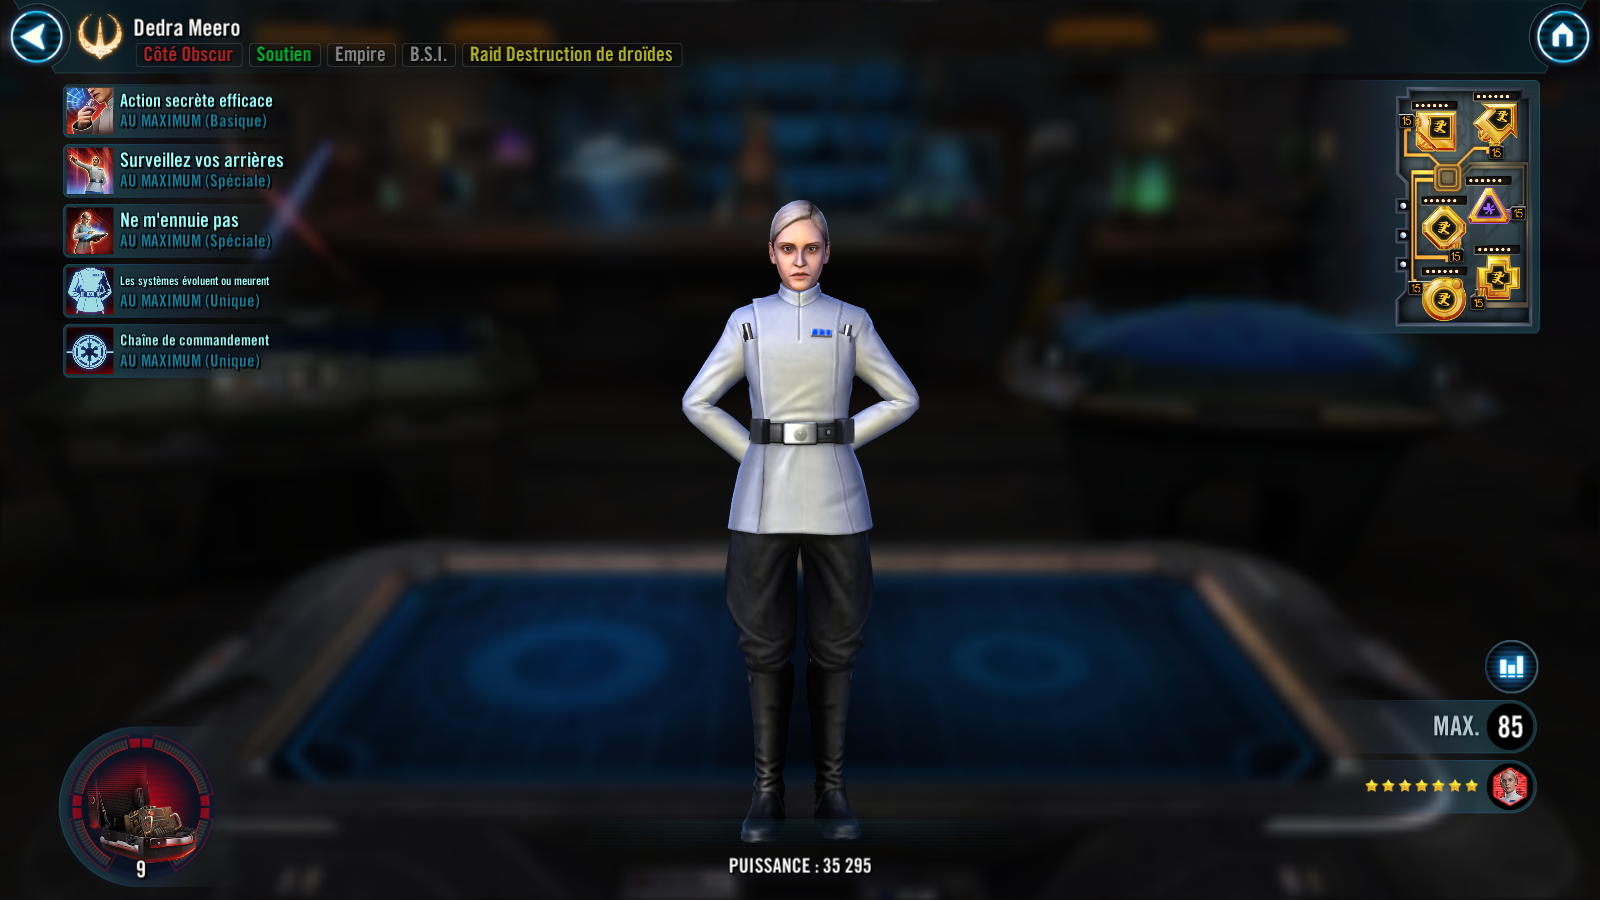 Dedra Meero
Côté Obscur Soutien Empire B.S.I. Raid Destruction de droïdes
Action secrète efficace
AU MAXIMUM (Basique)
Surveillez vos arrières
AU MAXIMUM (Spéciale)
Ne m'ennuie pas
AU MAXIMUM (Spéciale)
Les systèmes évoluent ou meurent
AU MAXIMUM (Unique)
Chaîne de commandement
AU MAXIMUM (Unique)
15
15
15
15
15
15
MAX. 85
9
PUISSANCE : 35 295